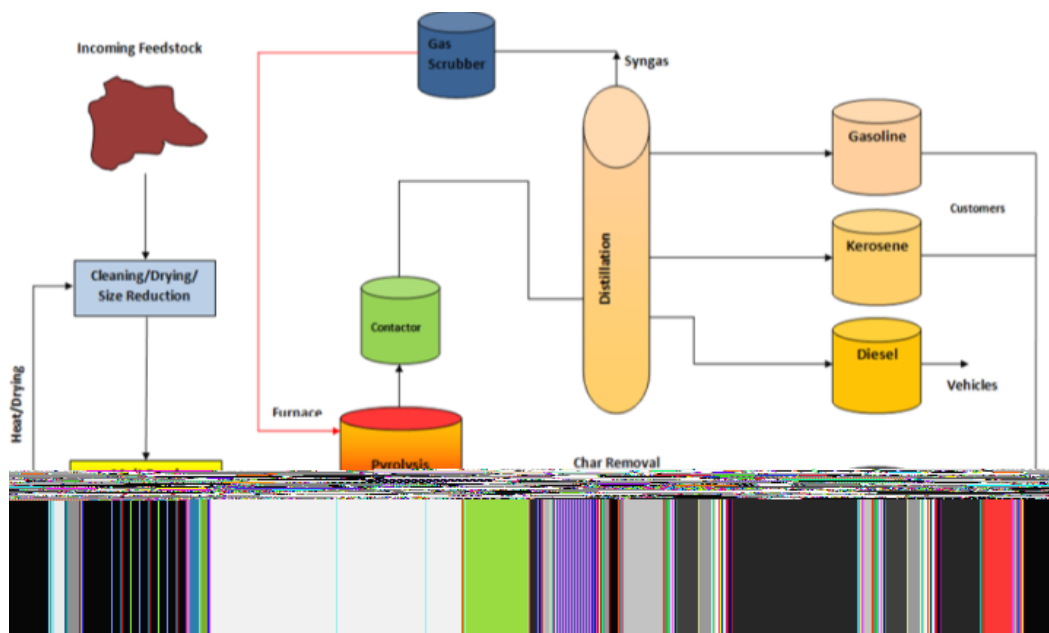 Incoming Feedstock
Gas
Scrubber
Syngas
Gasoline
Customers
Kerosene
Distillation
Cleaning/Drying/
Size Reduction
Contactor
Diesel
Vehicles
Heat/Drying
Furnace
Pyrolysis
Char Removal